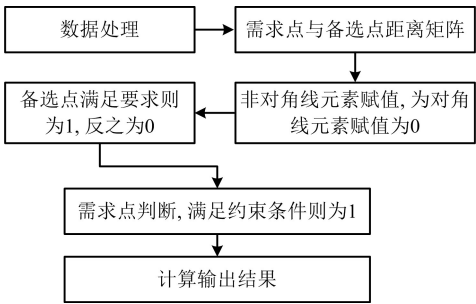 数据处理
需求点与备选点距离矩阵
非对角线元素赋值, 为对角
线元素赋值为0
备选点满足要求则
为1, 反之为0
需求点判断, 满足约束条件则为1
计算输出结果